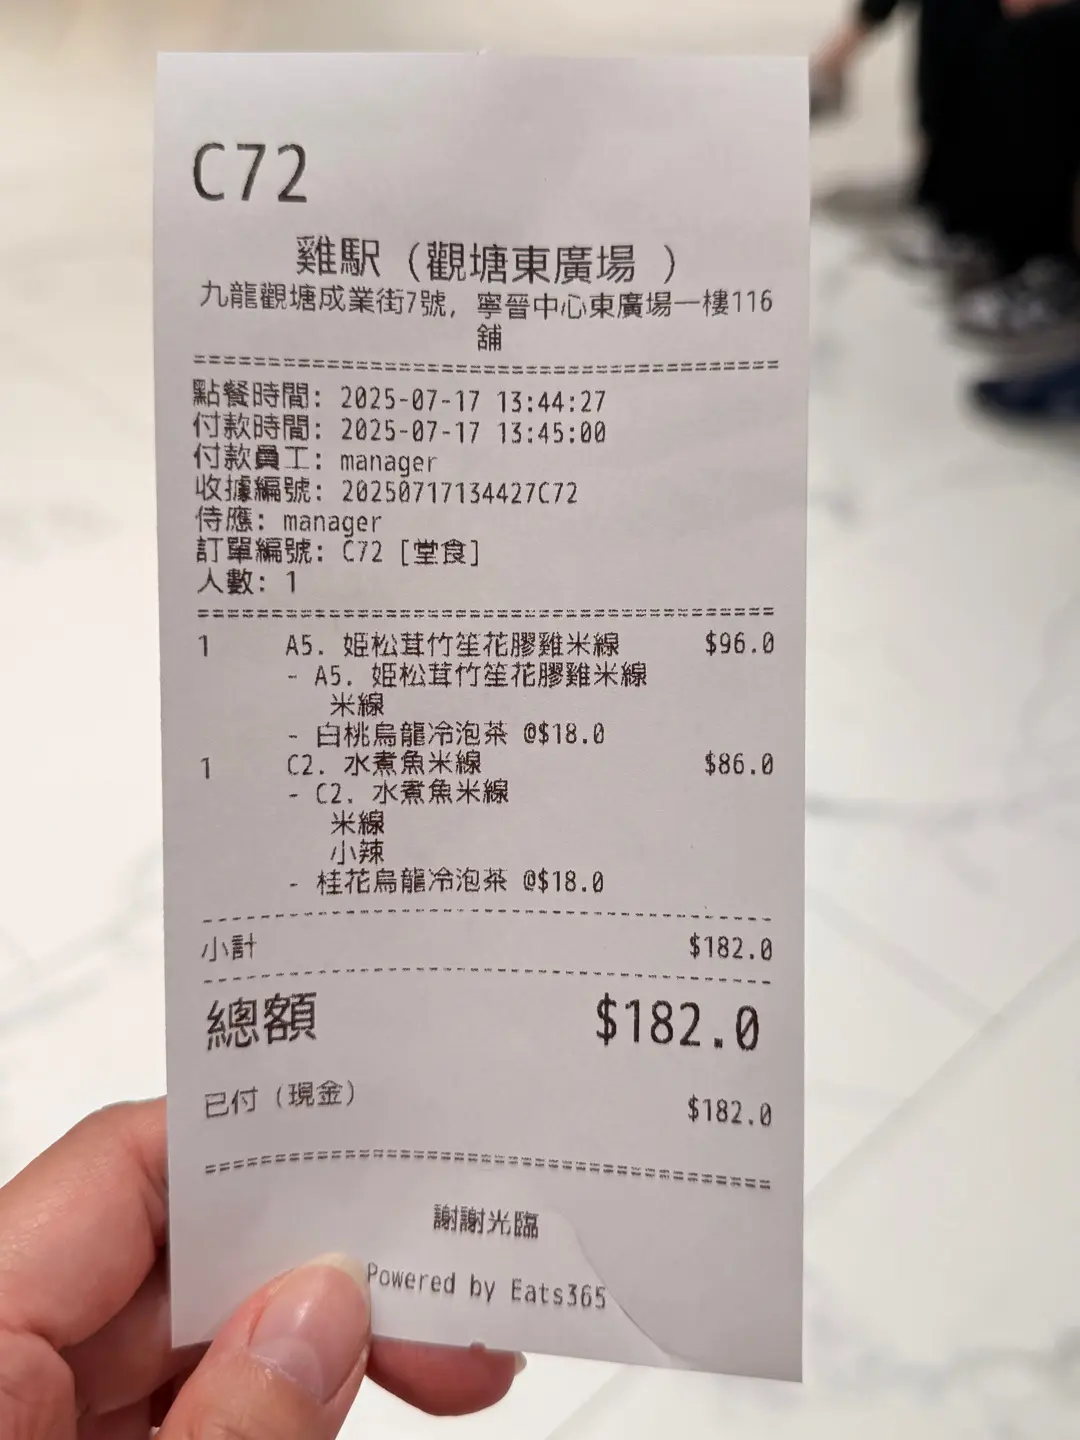 C72
雞駅（觀塘東廣場 ）
九龍觀塘成業街7號, 寧晉中心東廣場一樓116
舖
========================================
點餐時間: 2025-07-17 13:44:27
付款時間: 2025-07-17 13:45:00
付款員工: manager
收據編號: 20250717134427C72
侍應: manager
訂單編號: C72 [堂食]
人數: 1
========================================
1 A5. 姫松茸竹笙花膠雞米線 $96.0
- A5. 姫松茸竹笙花膠雞米線
米線
- 白桃烏龍冷泡茶 @$18.0
1 C2. 水煮魚米線 $86.0
- C2. 水煮魚米線
米線
小辣
- 桂花烏龍冷泡茶 @$18.0
----------------------------------------
小計 $182.0
----------------------------------------
總額 $182.0
已付（現金） $182.0
========================================
謝謝光臨
Powered by Eats365